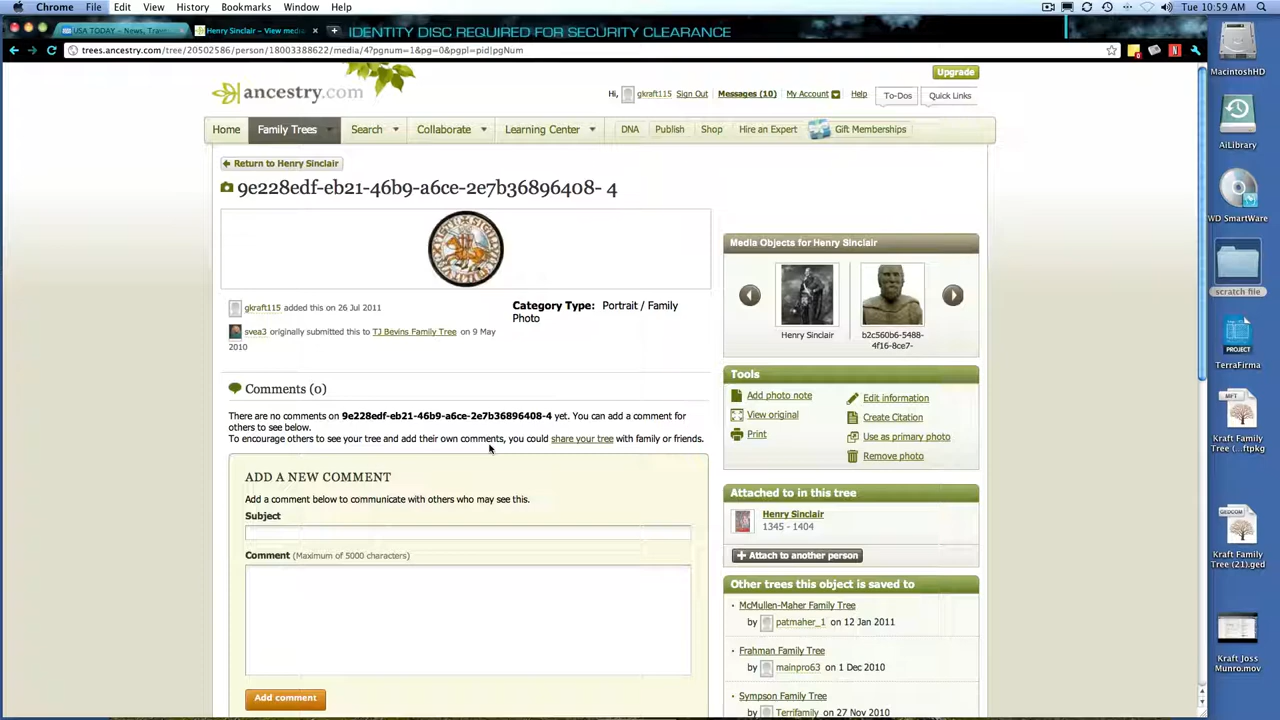 Chrome File Edit View History Bookmarks Window Help Tue 10:59 AM
USA TODAY – News, Trave… Henry Sinclair – View medi… IDENTITY DISC REQUIRED FOR SECURITY CLEARANCE
trees.ancestry.com/tree/20502586/person/18003388622/media/4?pgnum=1&pg=0&pgpl=pid|pgNum
MacintoshHD
Upgrade
ancestry.com
Hi, gkraft115 Sign Out Messages (10) My Account Help To-Dos Quick Links
Home Family Trees Search Collaborate Learning Center DNA Publish Shop Hire an Expert Gift Memberships
AiLibrary
Return to Henry Sinclair
9e228edf-eb21-46b9-a6ce-2e7b36896408- 4
WD SmartWare
Media Objects for Henry Sinclair
Henry Sinclair
b2c560b6-5488-
4f16-8ce7-
scratch file
gkraft115 added this on 26 Jul 2011
Category Type: Portrait / Family
Photo
svea3 originally submitted this to TJ Bevins Family Tree on 9 May
2010
PROJECT
TerraFirma
Comments (0)
There are no comments on 9e228edf-eb21-46b9-a6ce-2e7b36896408-4 yet. You can add a comment for
others to see below.
To encourage others to see your tree and add their own comments, you could share your tree with family or friends.
Tools
Add photo note
View original
Print
Edit information
Create Citation
Use as primary photo
Remove photo
Kraft Family
Tree (...ftpkg
ADD A NEW COMMENT
Add a comment below to communicate with others who may see this.
Subject
Comment (Maximum of 5000 characters)
Add comment
Attached to in this tree
Henry Sinclair
1345 - 1404
+ Attach to another person
GEDCOM
Kraft Family
Tree (21).ged
Other trees this object is saved to
McMullen-Maher Family Tree
by patmaher_1 on 12 Jan 2011
Frahman Family Tree
by mainpro63 on 1 Dec 2010
Sympson Family Tree
by Terrifamily on 27 Nov 2010
Kraft Joss
Munro.mov